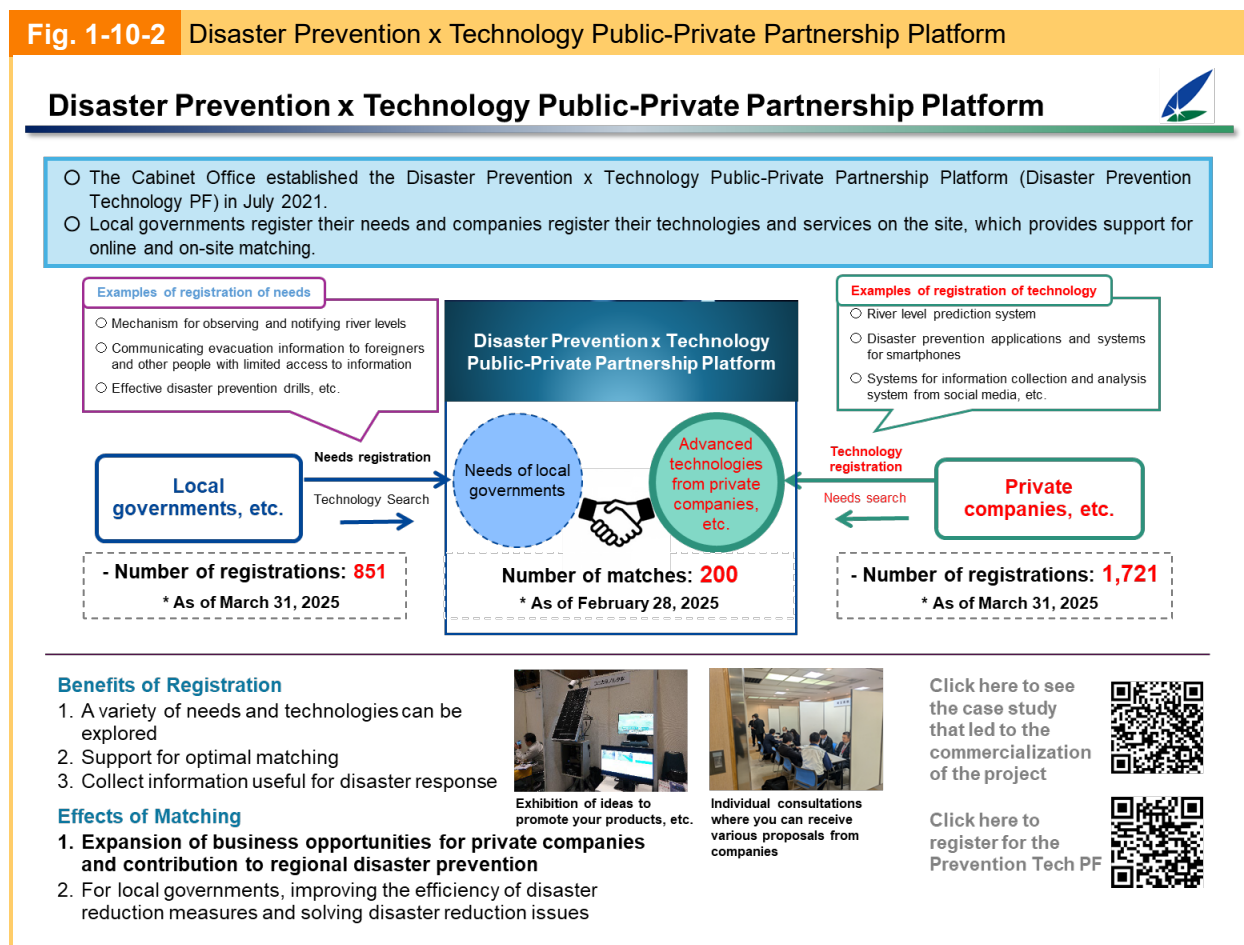 Fig. 1-10-2
Disaster Prevention x Technology Public-Private Partnership Platform
Disaster Prevention x Technology Public-Private Partnership Platform
○ The Cabinet Office established the Disaster Prevention x Technology Public-Private Partnership Platform (Disaster Prevention
Technology PF) in July 2021.
○ Local governments register their needs and companies register their technologies and services on the site, which provides support for
online and on-site matching.
Examples of registration of needs
○ Mechanism for observing and notifying river levels
○ Communicating evacuation information to foreigners
and other people with limited access to information
○ Effective disaster prevention drills, etc.
Disaster Prevention x Technology
Public-Private Partnership Platform
Examples of registration of technology
○ River level prediction system
○ Disaster prevention applications and systems
for smartphones
○ Systems for information collection and analysis
system from social media, etc.
Local
governments, etc.
Needs registration
Technology Search
Needs of local
governments
Advanced
technologies
from private
companies,
etc.
Technology
registration
Needs search
Private
companies, etc.
- Number of registrations: 851
* As of March 31, 2025
Number of matches: 200
* As of February 28, 2025
- Number of registrations: 1,721
* As of March 31, 2025
Benefits of Registration
1. A variety of needs and technologies can be
explored
2. Support for optimal matching
3. Collect information useful for disaster response
Effects of Matching
1. Expansion of business opportunities for private companies
and contribution to regional disaster prevention
2. For local governments, improving the efficiency of disaster
reduction measures and solving disaster reduction issues
Exhibition of ideas to
promote your products, etc.
Individual consultations
where you can receive
various proposals from
companies
Click here to see
the case study
that led to the
commercialization
of the project
Click here to
register for the
Prevention Tech PF